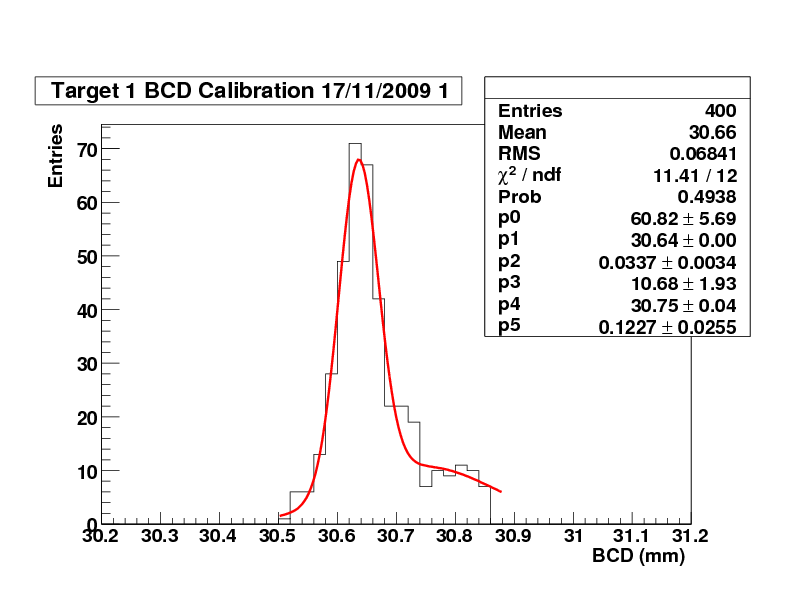 Target 1 BCD Calibration 17/11/2009 1
Entries 400
Mean 30.66
RMS 0.06841
χ² / ndf 11.41 / 12
Prob 0.4938
p0 60.82 ± 5.69
p1 30.64 ± 0.00
p2 0.0337 ± 0.0034
p3 10.68 ± 1.93
p4 30.75 ± 0.04
p5 0.1227 ± 0.0255
Entries
70
60
50
40
30
20
10
0
30.2 30.3 30.4 30.5 30.6 30.7 30.8 30.9 31 31.1 31.2
BCD (mm)